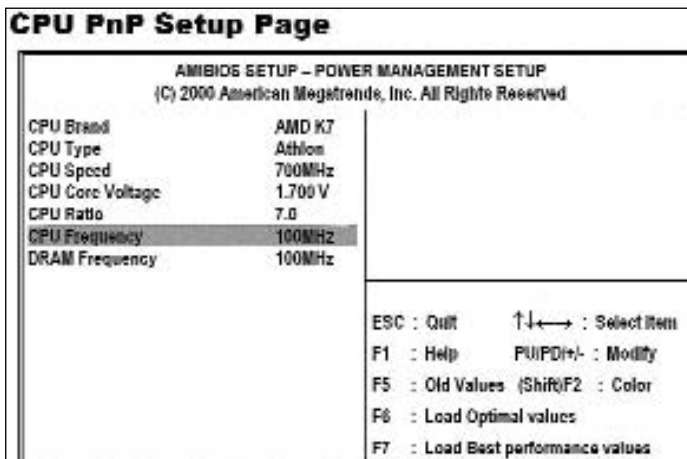 CPU PnP Setup Page
AMIBIOS SETUP – POWER MANAGEMENT SETUP
(C) 2000 American Megatrends, Inc. All Rights Reserved
CPU Brand AMD K7
CPU Type Athlon
CPU Speed 700MHz
CPU Core Voltage 1.700 V
CPU Ratio 7.0
CPU Frequency 100MHz
DRAM Frequency 100MHz
ESC : Quit ↑↓←→ : Select Item
F1 : Help PU/PD/+/- : Modify
F5 : Old Values (Shift)F2 : Color
F6 : Load Optimal values
F7 : Load Best performance values